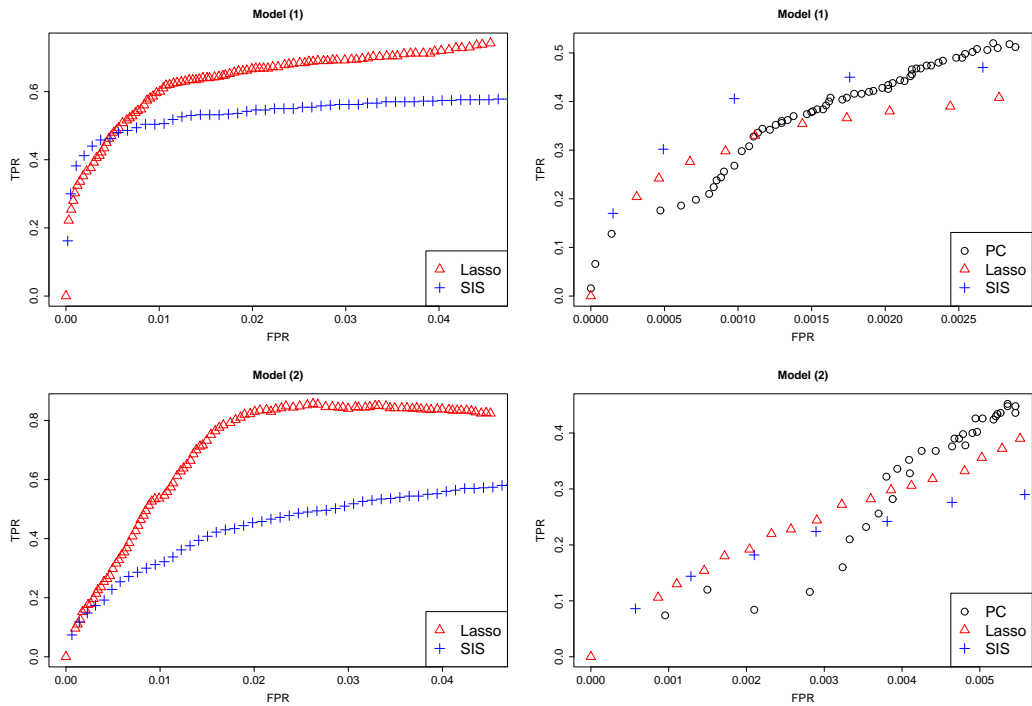 Model (1)
TPR
0.0 0.2 0.4 0.6
Lasso
SIS
0.00 0.01 0.02 0.03 0.04
FPR
Model (1)
TPR
0.0 0.1 0.2 0.3 0.4 0.5
PC
Lasso
SIS
0.0000 0.0005 0.0010 0.0015 0.0020 0.0025
FPR
Model (2)
TPR
0.0 0.2 0.4 0.6 0.8
Lasso
SIS
0.00 0.01 0.02 0.03 0.04
FPR
Model (2)
TPR
0.0 0.1 0.2 0.3 0.4
PC
Lasso
SIS
0.000 0.001 0.002 0.003 0.004 0.005
FPR